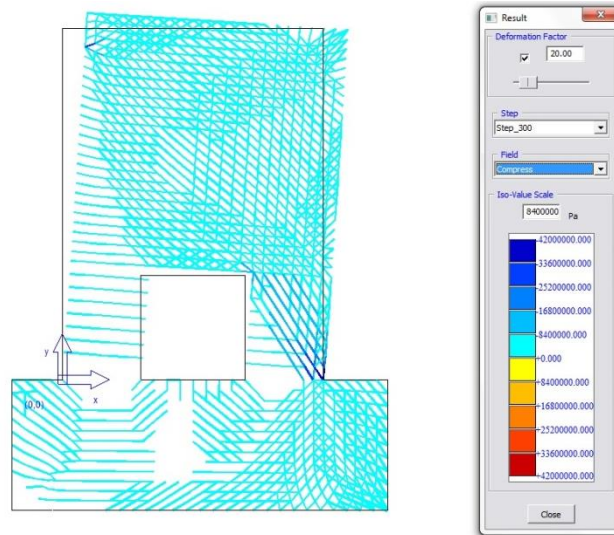 Result
Deformation Factor
20.00
Step
Step_300
Field
Compress
Iso-Value Scale
8400000 Pa
-42000000.000
-33600000.000
-25200000.000
-16800000.000
-8400000.000
+0.000
+8400000.000
+16800000.000
+25200000.000
+33600000.000
+42000000.000
Close
y
x
(0,0)